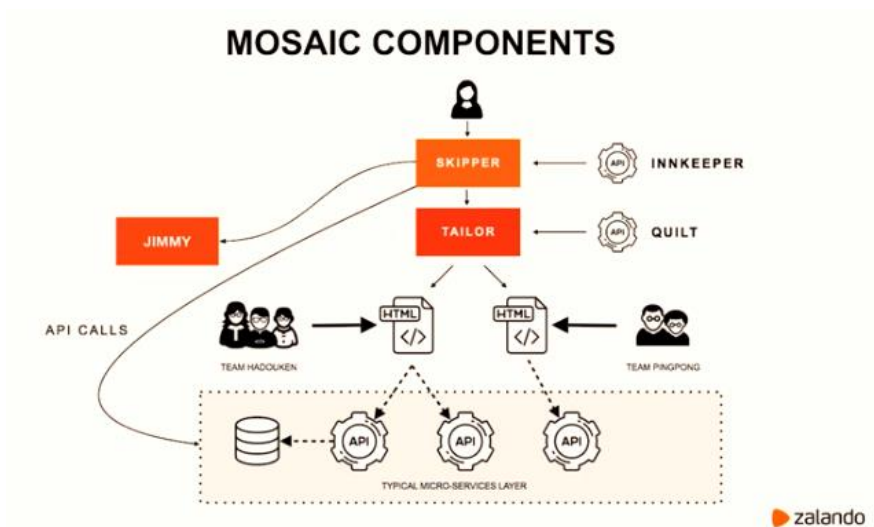 MOSAIC COMPONENTS
SKIPPER
API
INNKEEPER
JIMMY
TAILOR
API
QUILT
API CALLS
HTML
</>
HTML
</>
TEAM HADOUKEN
TEAM PINGPONG
API
API
API
TYPICAL MICRO-SERVICES LAYER
zalando